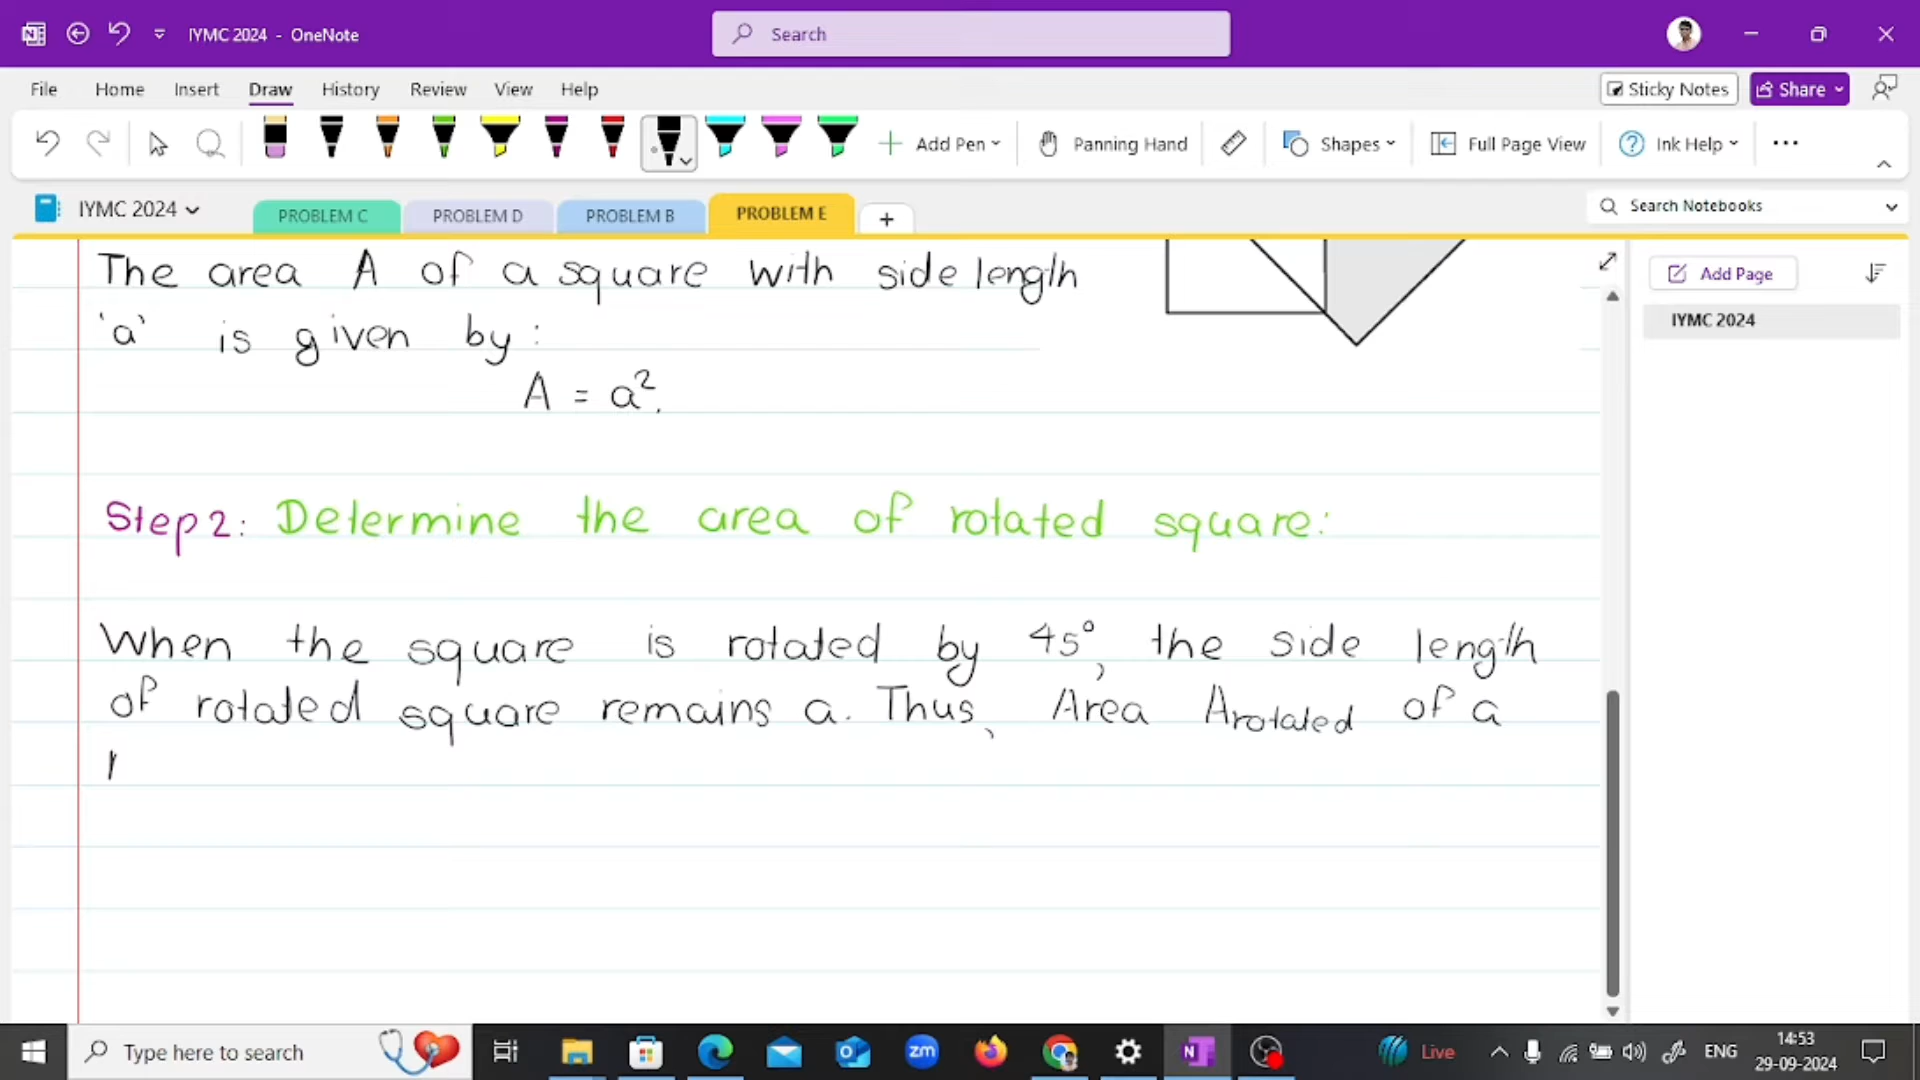 IYMC 2024 - OneNote
Search
File Home Insert Draw History Review View Help
Sticky Notes Share
Add Pen Panning Hand Shapes Full Page View Ink Help
IYMC 2024 PROBLEM C PROBLEM D PROBLEM B PROBLEM E +
Search Notebooks
Add Page
IYMC 2024
The area A of a square with side length
'a' is given by:
A = a².
Step 2: Determine the area of rotated square:
When the square is rotated by 45°, the side length
of rotated square remains a. Thus, Area Arotated of a
Type here to search
zm
Live
ENG
14:53
29-09-2024